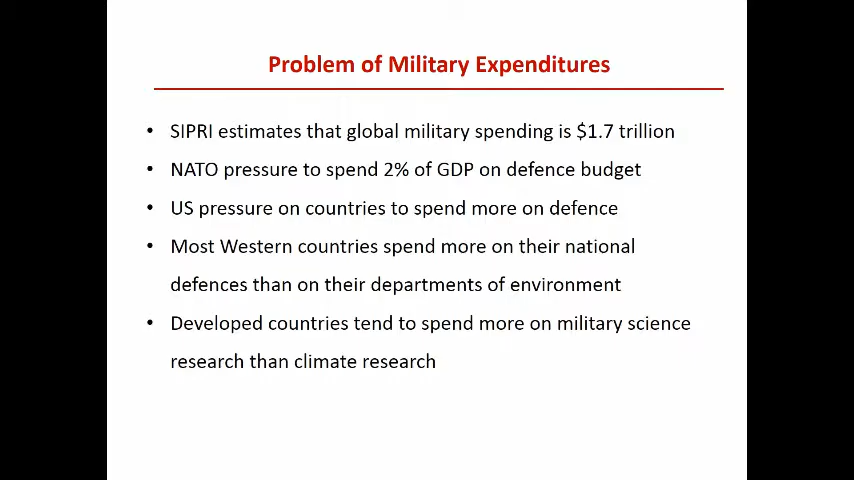 Problem of Military Expenditures
• SIPRI estimates that global military spending is $1.7 trillion
• NATO pressure to spend 2% of GDP on defence budget
• US pressure on countries to spend more on defence
• Most Western countries spend more on their national
defences than on their departments of environment
• Developed countries tend to spend more on military science
research than climate research